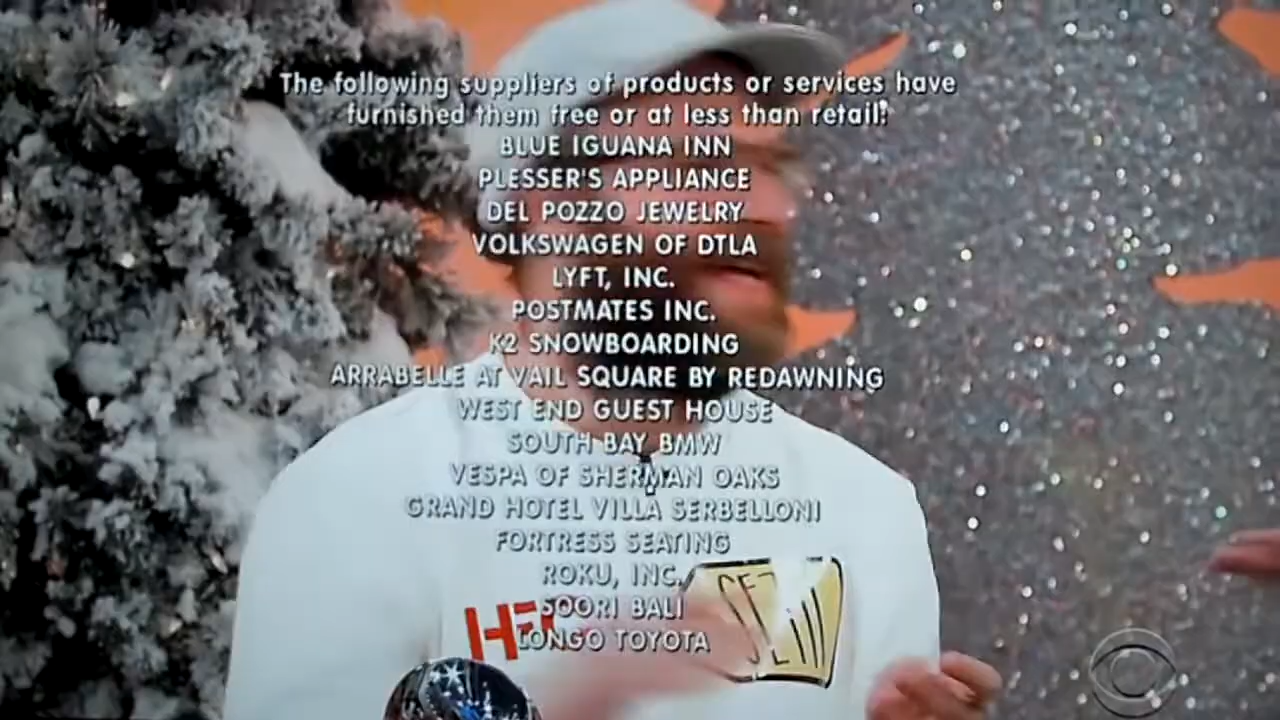 The following suppliers of products or services have
furnished them free or at less than retail:
BLUE IGUANA INN
PLESSER'S APPLIANCE
DEL POZZO JEWELRY
VOLKSWAGEN OF DTLA
LYFT, INC.
POSTMATES INC.
K2 SNOWBOARDING
ARRABELLE AT VAIL SQUARE BY REDAWNING
WEST END GUEST HOUSE
SOUTH BAY BMW
VESPA OF SHERMAN OAKS
GRAND HOTEL VILLA SERBELLONI
FORTRESS SEATING
ROKU, INC.
SOORI BALI
LONGO TOYOTA